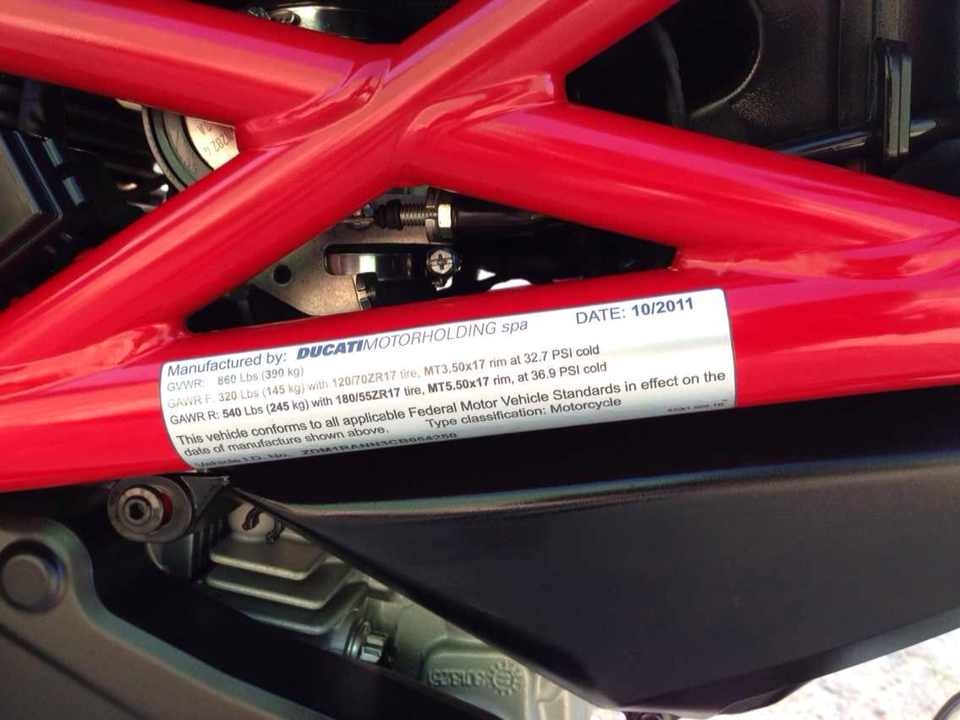 Manufactured by: DUCATIMOTORHOLDING spa DATE: 10/2011
GVWR: 860 Lbs (390 kg)
GAWR F. 320 Lbs (145 kg) with 120/70ZR17 tire, MT3.50x17 rim at 32.7 PSI cold
GAWR R: 540 Lbs (245 kg) with 180/55ZR17 tire, MT5.50x17 rim, at 36.9 PSI cold
This vehicle conforms to all applicable Federal Motor Vehicle Standards in effect on the
date of manufacture shown above. Type classification: Motorcycle
Vehicle I.D. No.